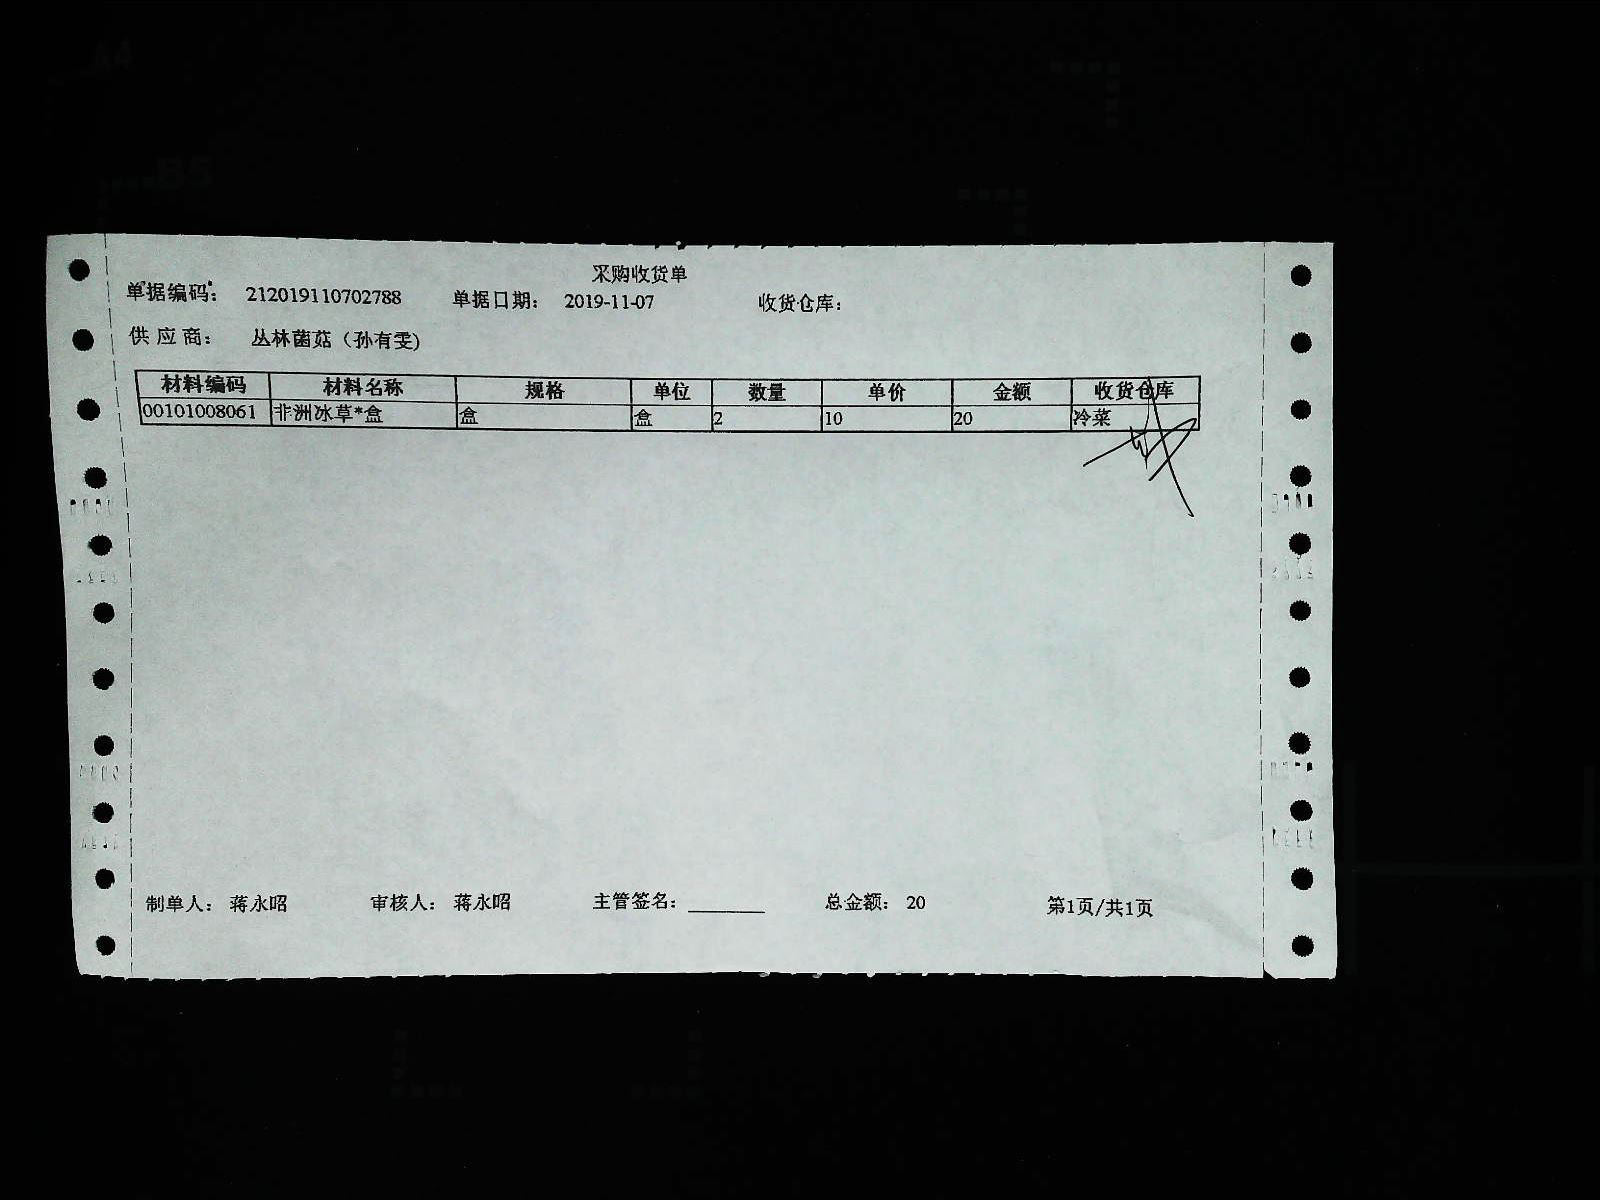 采购收货单
单据编码： 212019110702788 单据日期： 2019-11-07 收货仓库：
供 应 商： 丛林菌菇（孙有雯）
材料编码 材料名称 规格 单位 数量 单价 金额 收货仓库
00101008061 非洲冰草*盒 盒 盒 2 10 20 冷菜
制单人： 蒋永昭 审核人： 蒋永昭 主管签名：______ 总金额： 20 第1页/共1页